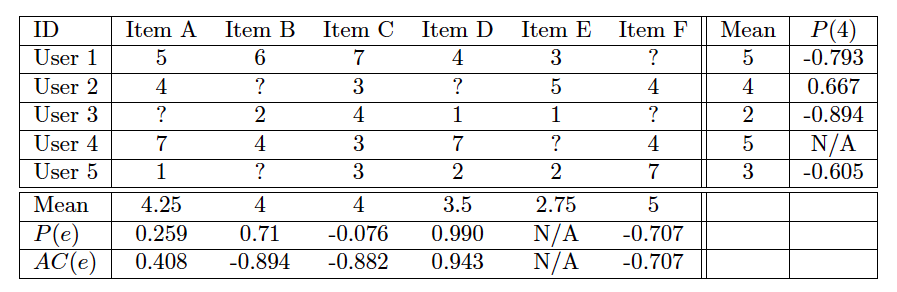 ID Item A Item B Item C Item D Item E Item F Mean P(4)
User 1 5 6 7 4 3 ? 5 -0.793
User 2 4 ? 3 ? 5 4 4 0.667
User 3 ? 2 4 1 1 ? 2 -0.894
User 4 7 4 3 7 ? 4 5 N/A
User 5 1 ? 3 2 2 7 3 -0.605
Mean 4.25 4 4 3.5 2.75 5
P(e) 0.259 0.71 -0.076 0.990 N/A -0.707
AC(e) 0.408 -0.894 -0.882 0.943 N/A -0.707